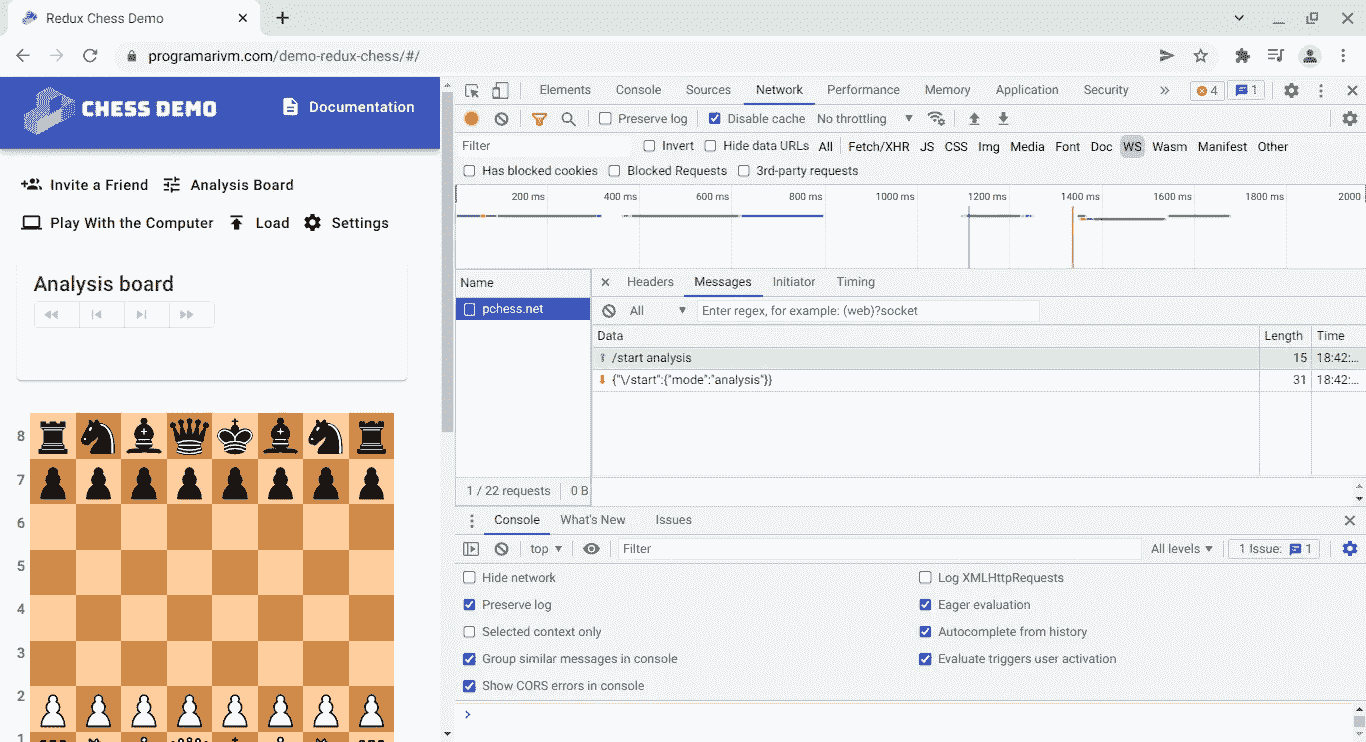 Redux Chess Demo
programarivm.com/demo-redux-chess/#/
CHESS DEMO
Documentation
Invite a Friend
Analysis Board
Play With the Computer
Load
Settings
Analysis board
8
7
6
5
4
3
2
1
Elements Console Sources Network Performance Memory Application Security » 4 1
Preserve log Disable cache No throttling
Filter Invert Hide data URLs All Fetch/XHR JS CSS Img Media Font Doc WS Wasm Manifest Other
Has blocked cookies Blocked Requests 3rd-party requests
200 ms 400 ms 600 ms 800 ms 1000 ms 1200 ms 1400 ms 1600 ms 1800 ms 2000
Name
pchess.net
Headers Messages Initiator Timing
All Enter regex, for example: (web)?socket
Data Length Time
/start analysis 15 18:42:...
{"\/start":{"mode":"analysis"}} 31 18:42:...
1 / 22 requests 0 B
Console What's New Issues
top Filter All levels 1 Issue: 1
Hide network Log XMLHttpRequests
Preserve log Eager evaluation
Selected context only Autocomplete from history
Group similar messages in console Evaluate triggers user activation
Show CORS errors in console